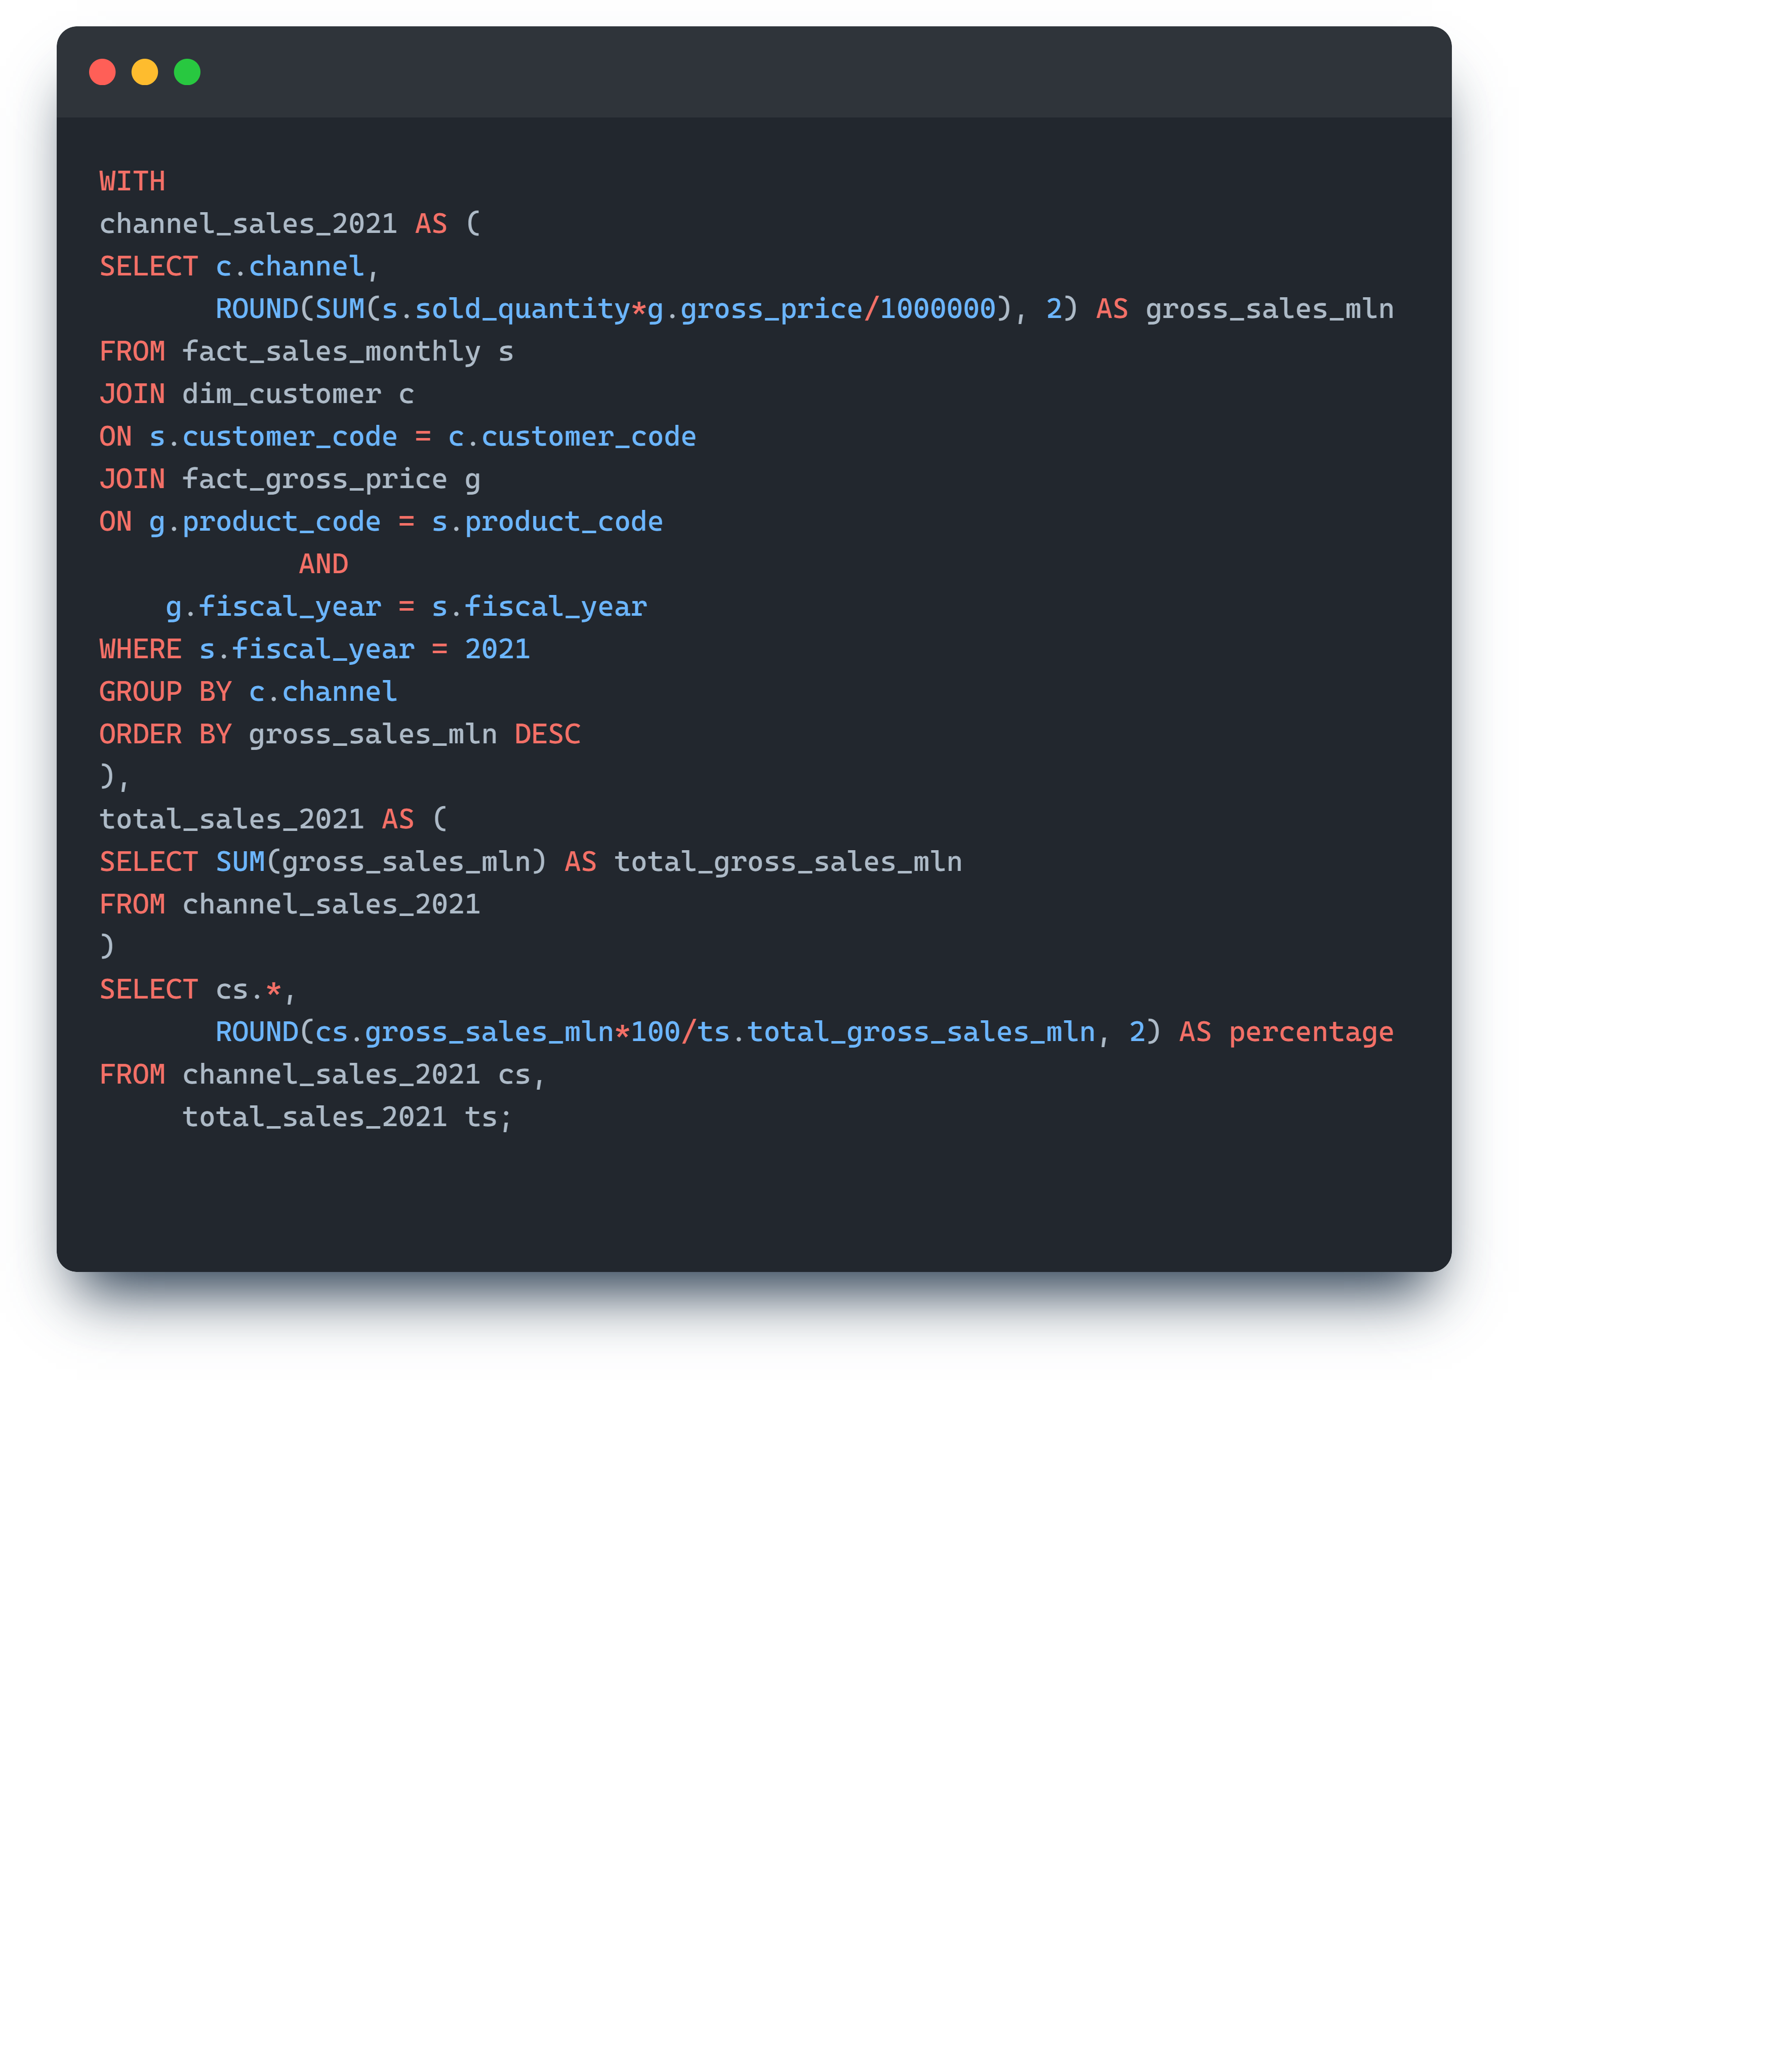 WITH
channel_sales_2021 AS (
SELECT c.channel,
       ROUND(SUM(s.sold_quantity*g.gross_price/1000000), 2) AS gross_sales_mln
FROM fact_sales_monthly s
JOIN dim_customer c
ON s.customer_code = c.customer_code
JOIN fact_gross_price g
ON g.product_code = s.product_code
            AND
    g.fiscal_year = s.fiscal_year
WHERE s.fiscal_year = 2021
GROUP BY c.channel
ORDER BY gross_sales_mln DESC
),
total_sales_2021 AS (
SELECT SUM(gross_sales_mln) AS total_gross_sales_mln
FROM channel_sales_2021
)
SELECT cs.*,
       ROUND(cs.gross_sales_mln*100/ts.total_gross_sales_mln, 2) AS percentage
FROM channel_sales_2021 cs,
     total_sales_2021 ts;